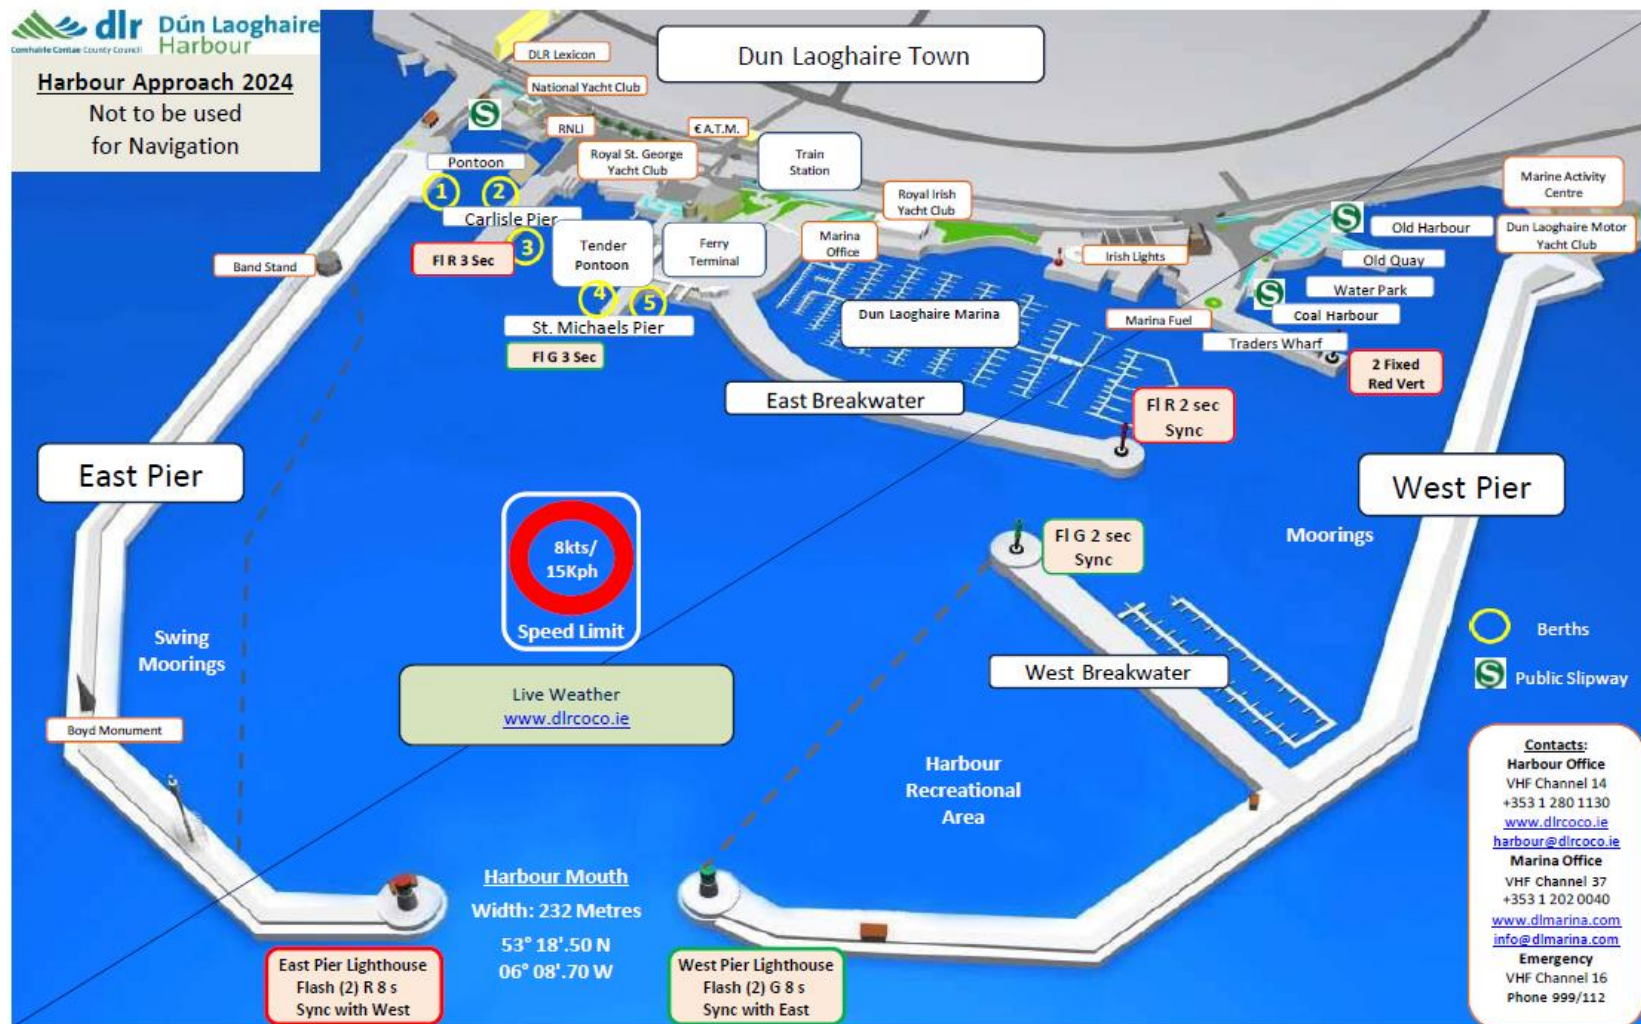 dlr Dún Laoghaire
Comhairle Contae County Council Harbour
Harbour Approach 2024
Not to be used
for Navigation
Dun Laoghaire Town
DLR Lexicon
National Yacht Club
S
RNLI
€ A.T.M.
Pontoon
1
2
Royal St. George
Yacht Club
Train
Station
Royal Irish
Yacht Club
Marine Activity
Centre
S
Old Harbour
Dun Laoghaire Motor
Yacht Club
Carlisle Pier
3
Fl R 3 Sec
Tender
Pontoon
Ferry
Terminal
Marina
Office
Irish Lights
Old Quay
Band Stand
4
5
S
Water Park
St. Michaels Pier
Dun Laoghaire Marina
Marina Fuel
Coal Harbour
Traders Wharf
Fl G 3 Sec
2 Fixed
Red Vert
East Breakwater
Fl R 2 sec
Sync
East Pier
West Pier
8kts/
15Kph
Speed Limit
Fl G 2 sec
Sync
Moorings
Swing
Moorings
Berths
S
Public Slipway
West Breakwater
Live Weather
www.dlrcoco.ie
Boyd Monument
Harbour
Recreational
Area
Contacts:
Harbour Office
VHF Channel 14
+353 1 280 1130
www.dlrcoco.ie
harbour@dlrcoco.ie
Marina Office
VHF Channel 37
+353 1 202 0040
www.dlmarina.com
info@dlmarina.com
Emergency
VHF Channel 16
Phone 999/112
Harbour Mouth
Width: 232 Metres
53° 18'.50 N
06° 08'.70 W
East Pier Lighthouse
Flash (2) R 8 s
Sync with West
West Pier Lighthouse
Flash (2) G 8 s
Sync with East